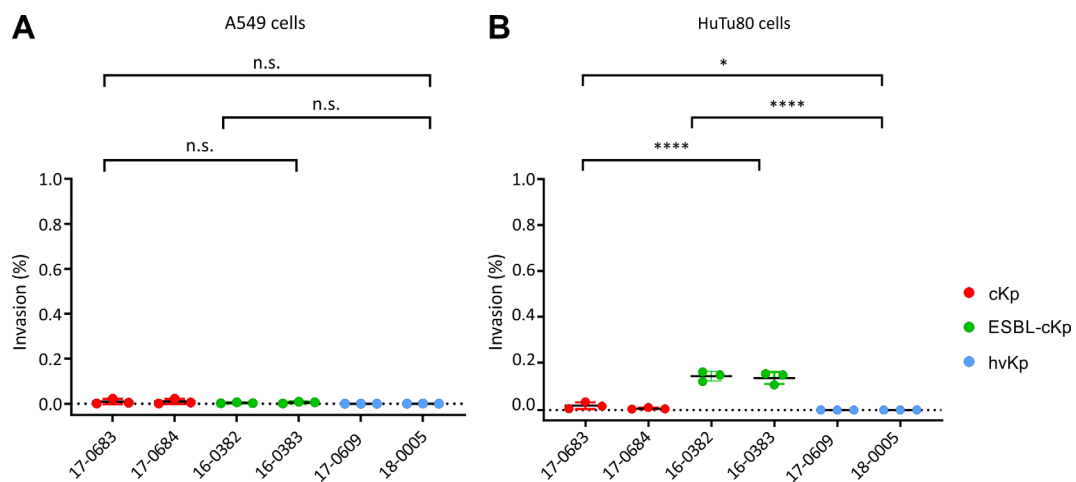 A
A549 cells
n.s.
n.s.
n.s.
Invasion (%)
1.0
0.8
0.6
0.4
0.2
0.0
17-0683
17-0684
16-0382
16-0383
17-0609
18-0005
B
HuTu80 cells
*
****
****
Invasion (%)
1.0
0.8
0.6
0.4
0.2
0.0
17-0683
17-0684
16-0382
16-0383
17-0609
18-0005
cKp
ESBL-cKp
hvKp